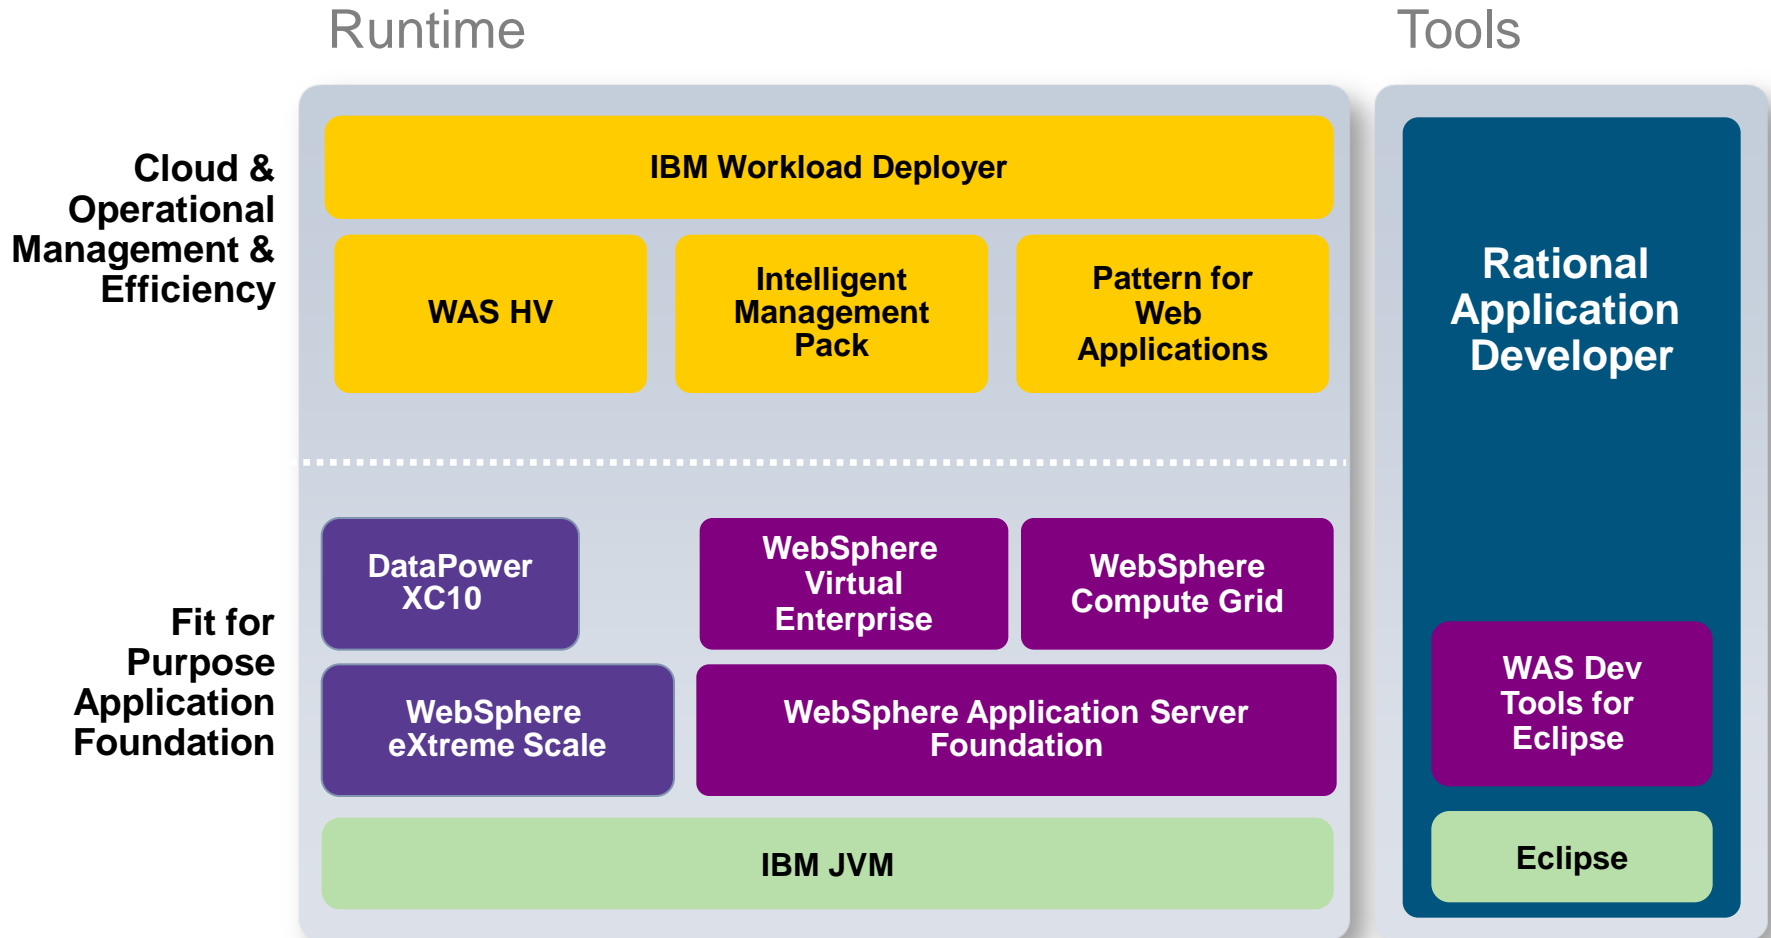 Runtime
Tools
Cloud &
Operational
Management &
Efficiency
IBM Workload Deployer
WAS HV
Intelligent
Management
Pack
Pattern for
Web
Applications
Rational
Application
Developer
Fit for
Purpose
Application
Foundation
DataPower
XC10
WebSphere
Virtual
Enterprise
WebSphere
Compute Grid
WebSphere
eXtreme Scale
WebSphere Application Server
Foundation
IBM JVM
WAS Dev
Tools for
Eclipse
Eclipse